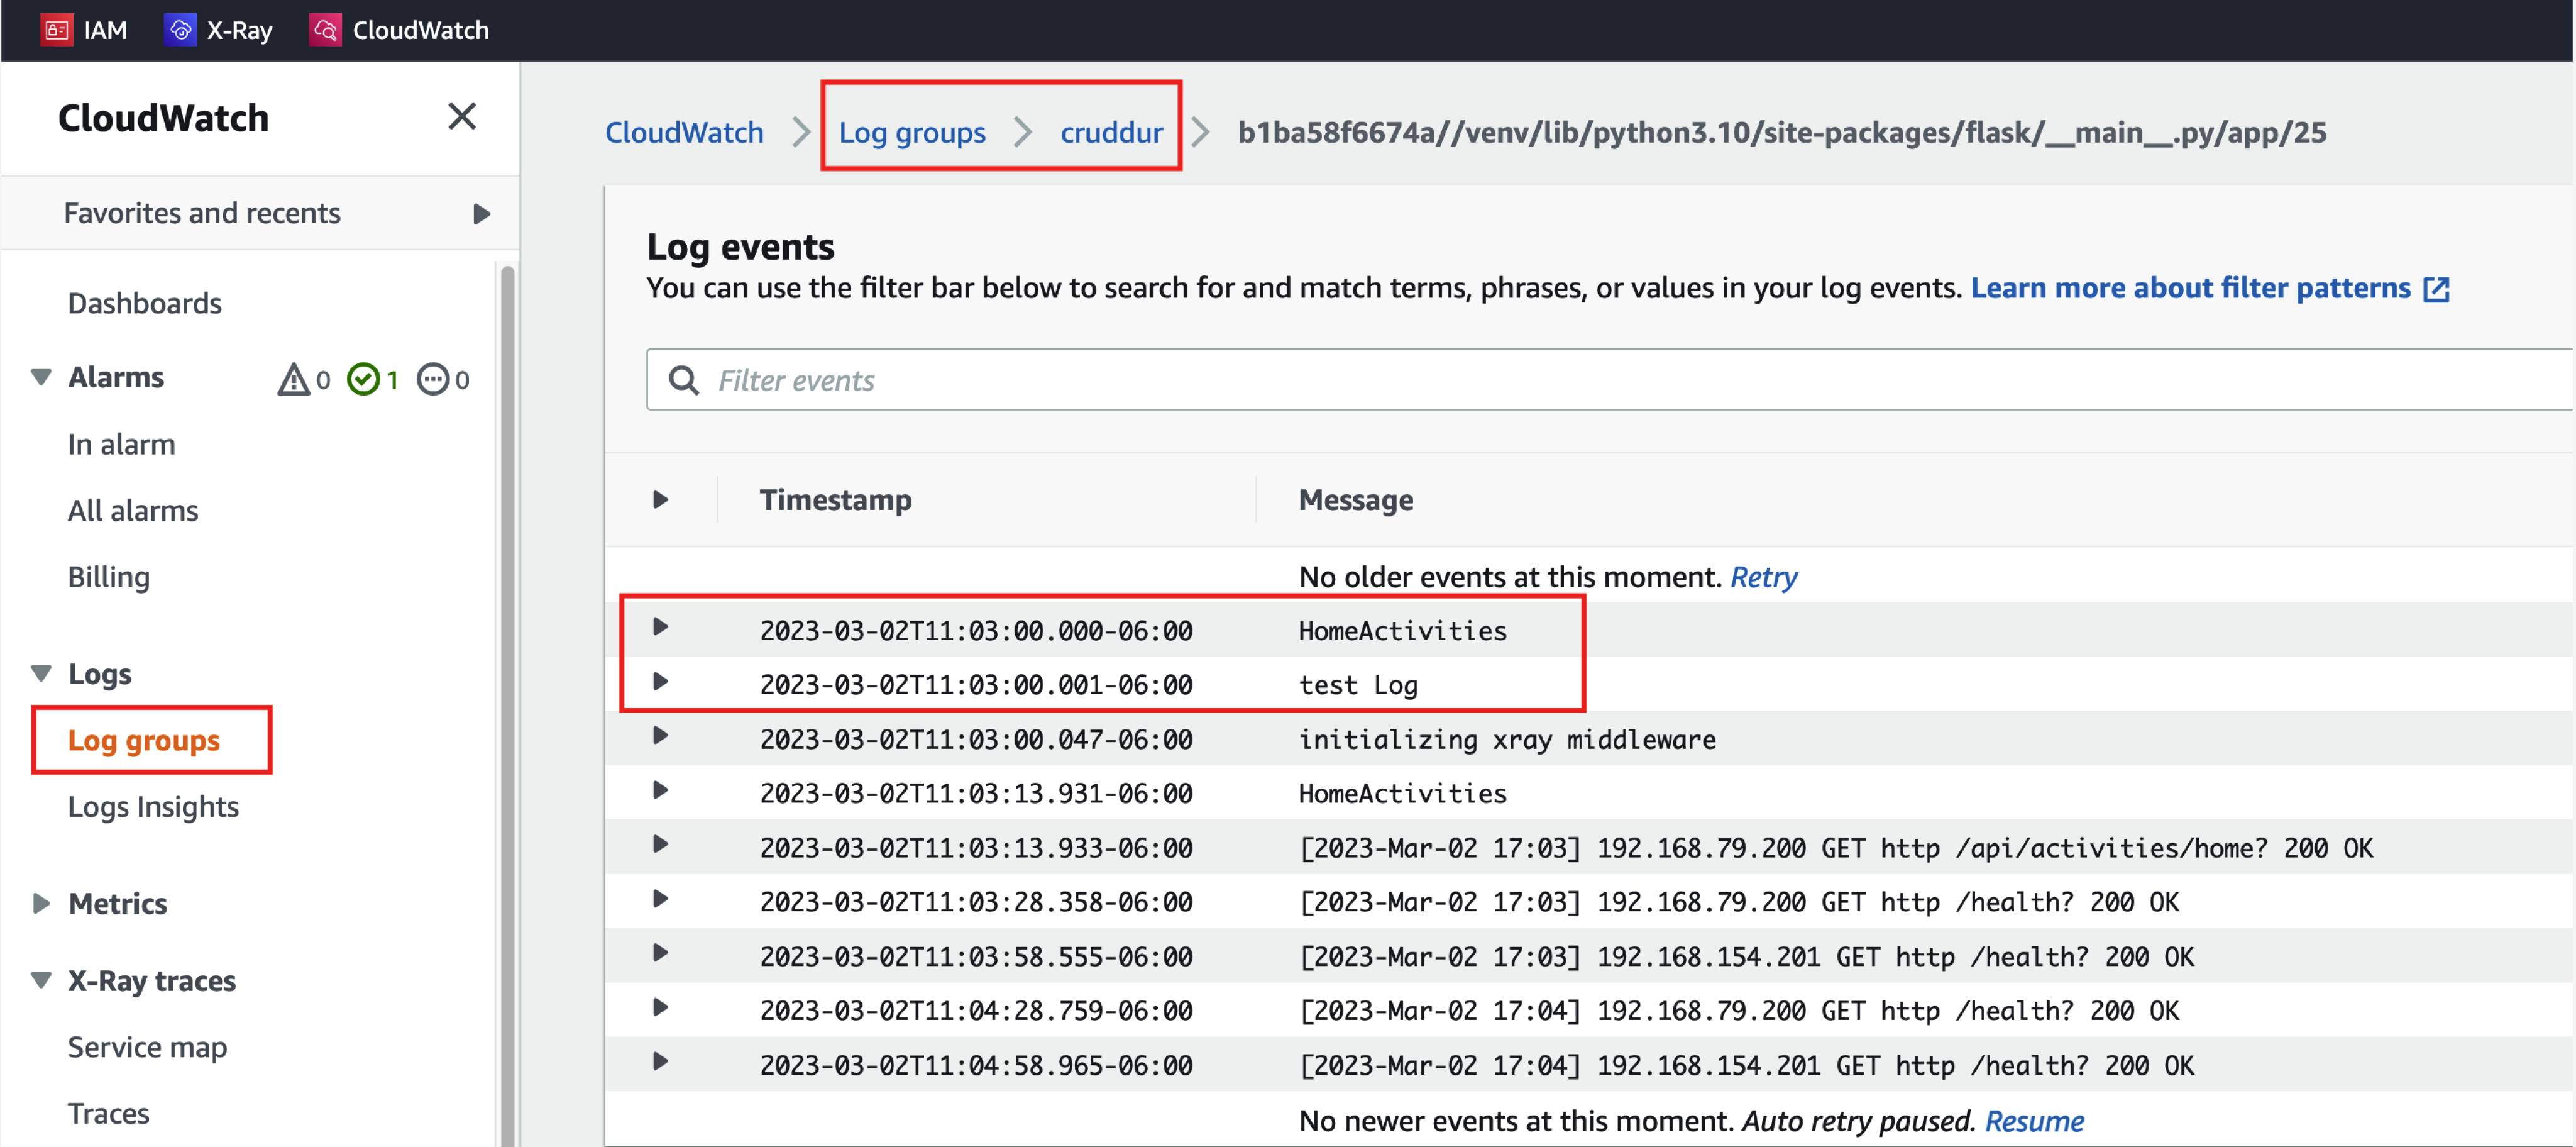 IAM X-Ray CloudWatch
CloudWatch
Favorites and recents
Dashboards
Alarms 0 1 0
In alarm
All alarms
Billing
Logs
Log groups
Logs Insights
Metrics
X-Ray traces
Service map
Traces
CloudWatch Log groups cruddur b1ba58f6674a//venv/lib/python3.10/site-packages/flask/__main__.py/app/25
Log events
You can use the filter bar below to search for and match terms, phrases, or values in your log events. Learn more about filter patterns
Filter events
Timestamp Message
No older events at this moment. Retry
2023-03-02T11:03:00.000-06:00 HomeActivities
2023-03-02T11:03:00.001-06:00 test Log
2023-03-02T11:03:00.047-06:00 initializing xray middleware
2023-03-02T11:03:13.931-06:00 HomeActivities
2023-03-02T11:03:13.933-06:00 [2023-Mar-02 17:03] 192.168.79.200 GET http /api/activities/home? 200 OK
2023-03-02T11:03:28.358-06:00 [2023-Mar-02 17:03] 192.168.79.200 GET http /health? 200 OK
2023-03-02T11:03:58.555-06:00 [2023-Mar-02 17:03] 192.168.154.201 GET http /health? 200 OK
2023-03-02T11:04:28.759-06:00 [2023-Mar-02 17:04] 192.168.79.200 GET http /health? 200 OK
2023-03-02T11:04:58.965-06:00 [2023-Mar-02 17:04] 192.168.154.201 GET http /health? 200 OK
No newer events at this moment. Auto retry paused. Resume